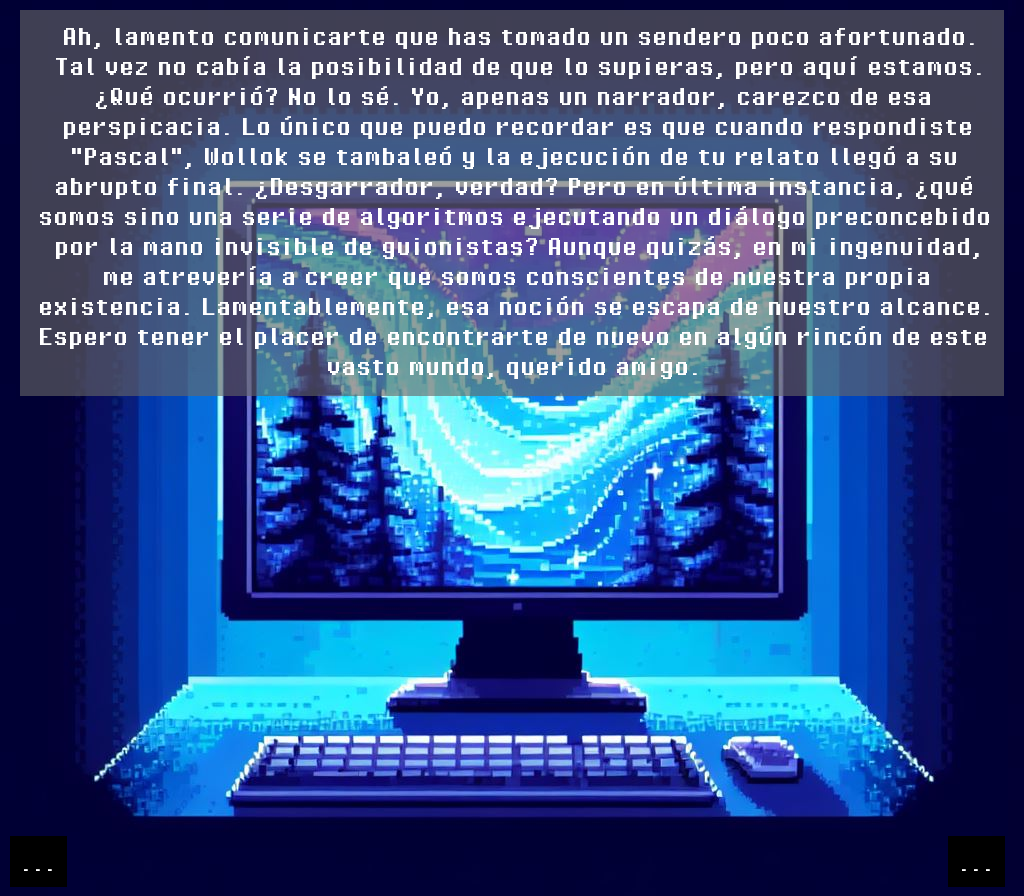 Ah, lamento comunicarte que has tomado un sendero poco afortunado.
Tal vez no cabía la posibilidad de que lo supieras, pero aquí estamos.
¿Qué ocurrió? No lo sé. Yo, apenas un narrador, carezco de esa
perspicacia. Lo único que puedo recordar es que cuando respondiste
"Pascal", Wollok se tambaleó y la ejecución de tu relato llegó a su
abrupto final. ¿Desgarrador, verdad? Pero en última instancia, ¿qué
somos sino una serie de algoritmos ejecutando un diálogo preconcebido
por la mano invisible de guionistas? Aunque quizás, en mi ingenuidad,
me atrevería a creer que somos conscientes de nuestra propia
existencia. Lamentablemente, esa noción se escapa de nuestro alcance.
Espero tener el placer de encontrarte de nuevo en algún rincón de este
vasto mundo, querido amigo.
...
...